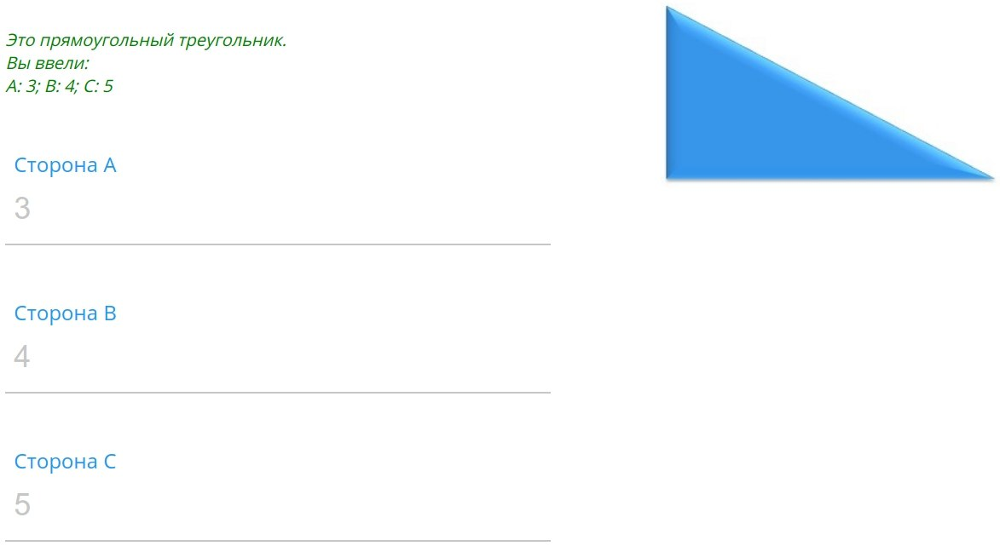 Это прямоугольный треугольник.
Вы ввели:
A: 3; B: 4; C: 5
Сторона A
3
Сторона B
4
Сторона C
5